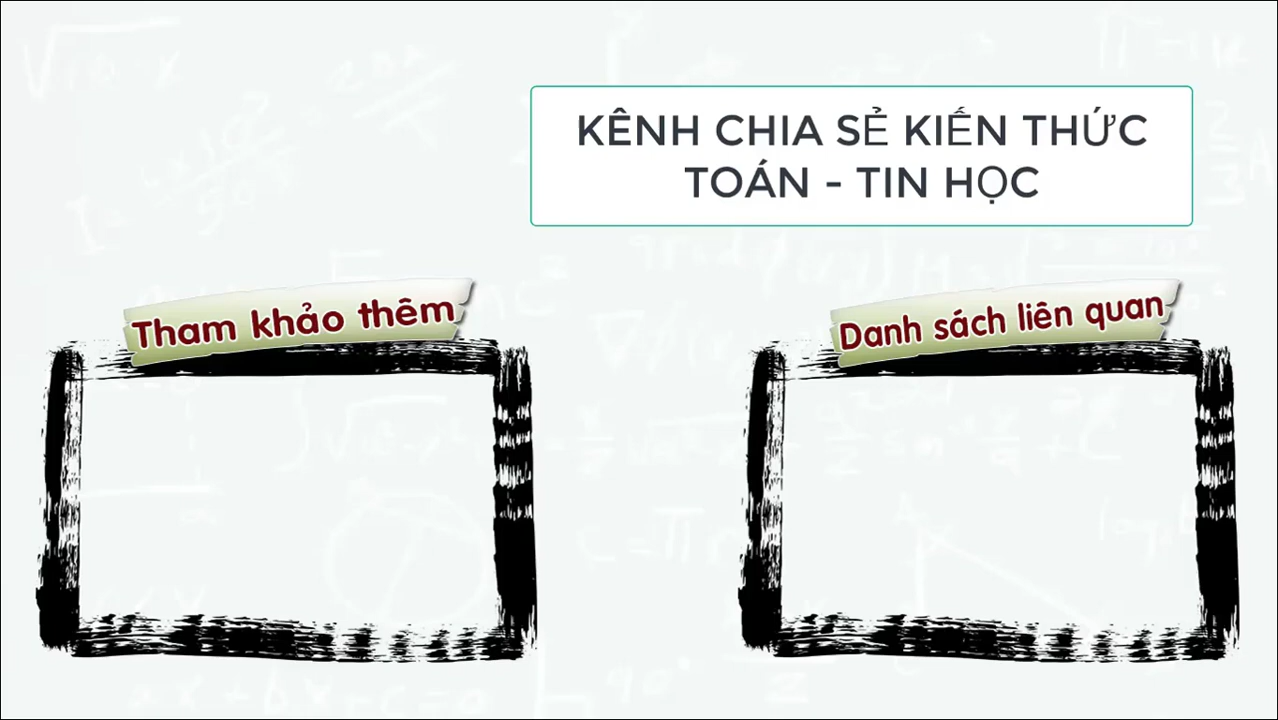 KÊNH CHIA SẺ KIẾN THỨC
TOÁN - TIN HỌC
Tham khảo thêm
Danh sách liên quan